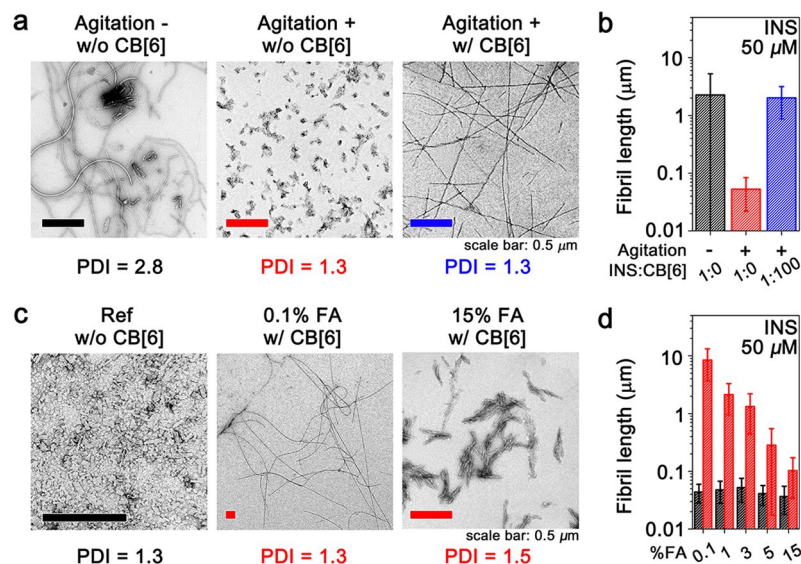 a
Agitation -
w/o CB[6]
Agitation +
w/o CB[6]
Agitation +
w/ CB[6]
scale bar: 0.5 μm
PDI = 2.8
PDI = 1.3
PDI = 1.3
b
INS
50 μM
Fibril length (μm)
10
1
0.1
0.01
Agitation - + +
INS:CB[6] 1:0 1:0 1:100
c
Ref
w/o CB[6]
0.1% FA
w/ CB[6]
15% FA
w/ CB[6]
scale bar: 0.5 μm
PDI = 1.3
PDI = 1.3
PDI = 1.5
d
INS
50 μM
Fibril length (μm)
10
1
0.1
0.01
%FA 0.1 1 3 5 15